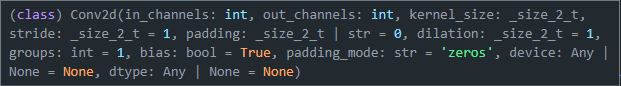 (class) Conv2d(in_channels: int, out_channels: int, kernel_size: _size_2_t,
stride: _size_2_t = 1, padding: _size_2_t | str = 0, dilation: _size_2_t = 1,
groups: int = 1, bias: bool = True, padding_mode: str = 'zeros', device: Any |
None = None, dtype: Any | None = None)